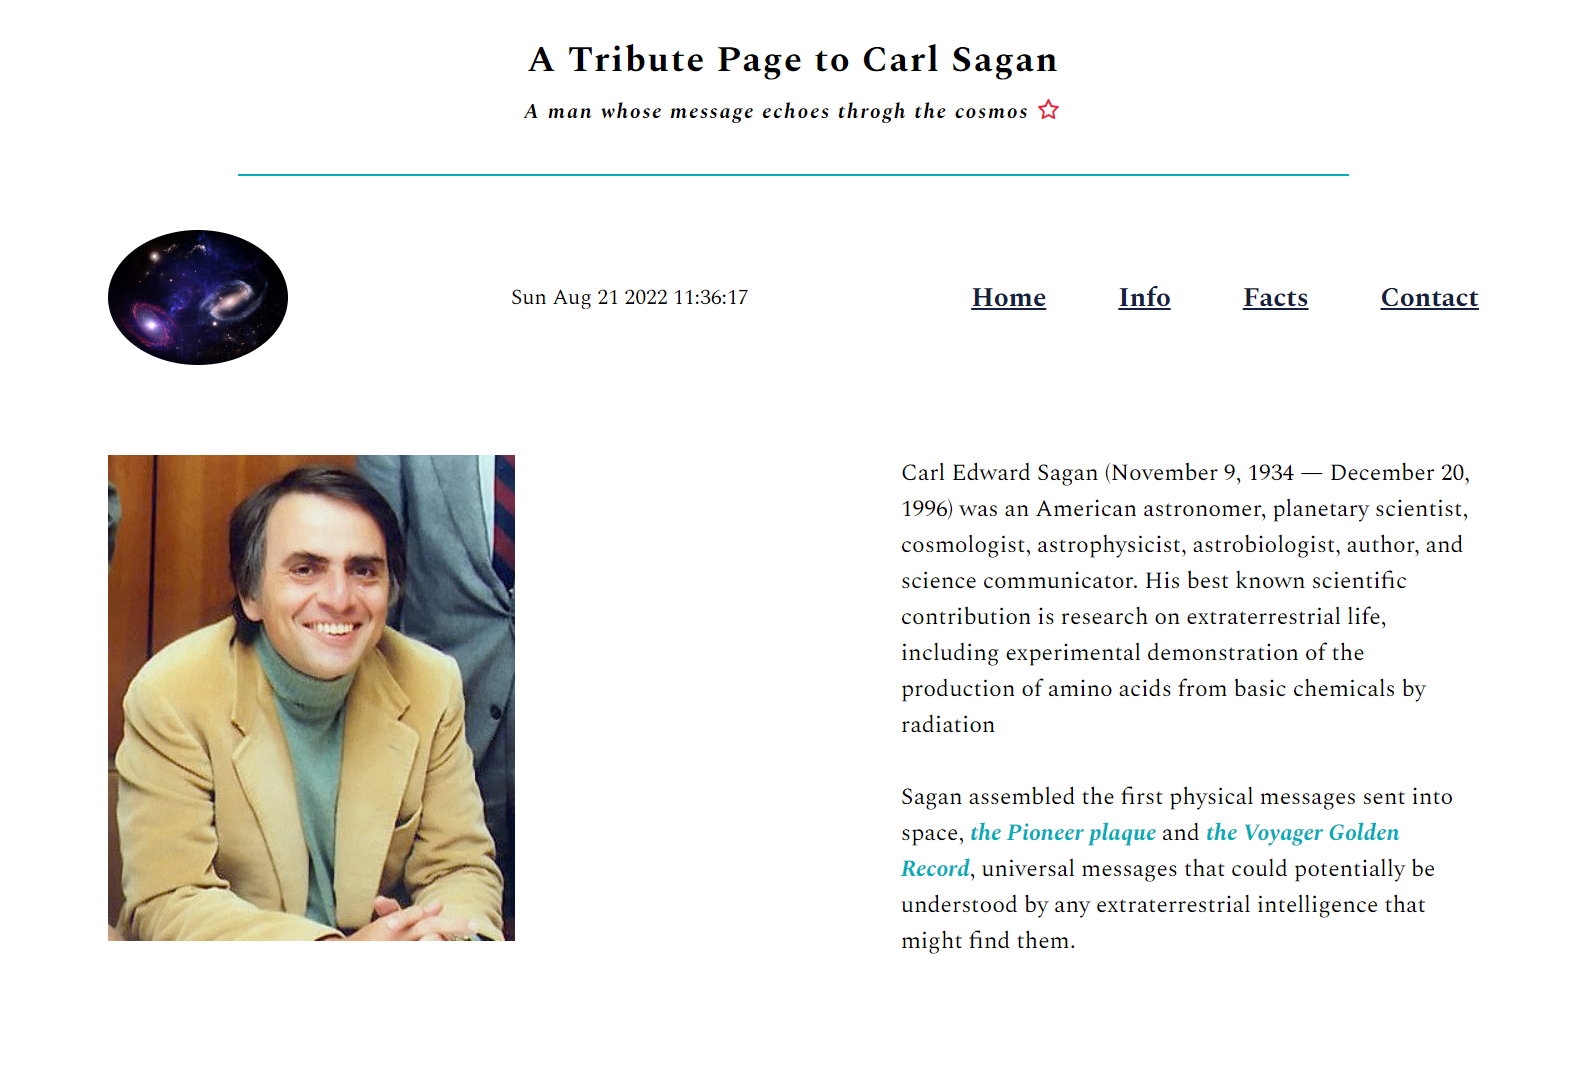 A Tribute Page to Carl Sagan
A man whose message echoes throgh the cosmos
Sun Aug 21 2022 11:36:17
Home Info Facts Contact
Carl Edward Sagan (November 9, 1934 — December 20,
1996) was an American astronomer, planetary scientist,
cosmologist, astrophysicist, astrobiologist, author, and
science communicator. His best known scientific
contribution is research on extraterrestrial life,
including experimental demonstration of the
production of amino acids from basic chemicals by
radiation
Sagan assembled the first physical messages sent into
space, the Pioneer plaque and the Voyager Golden
Record, universal messages that could potentially be
understood by any extraterrestrial intelligence that
might find them.